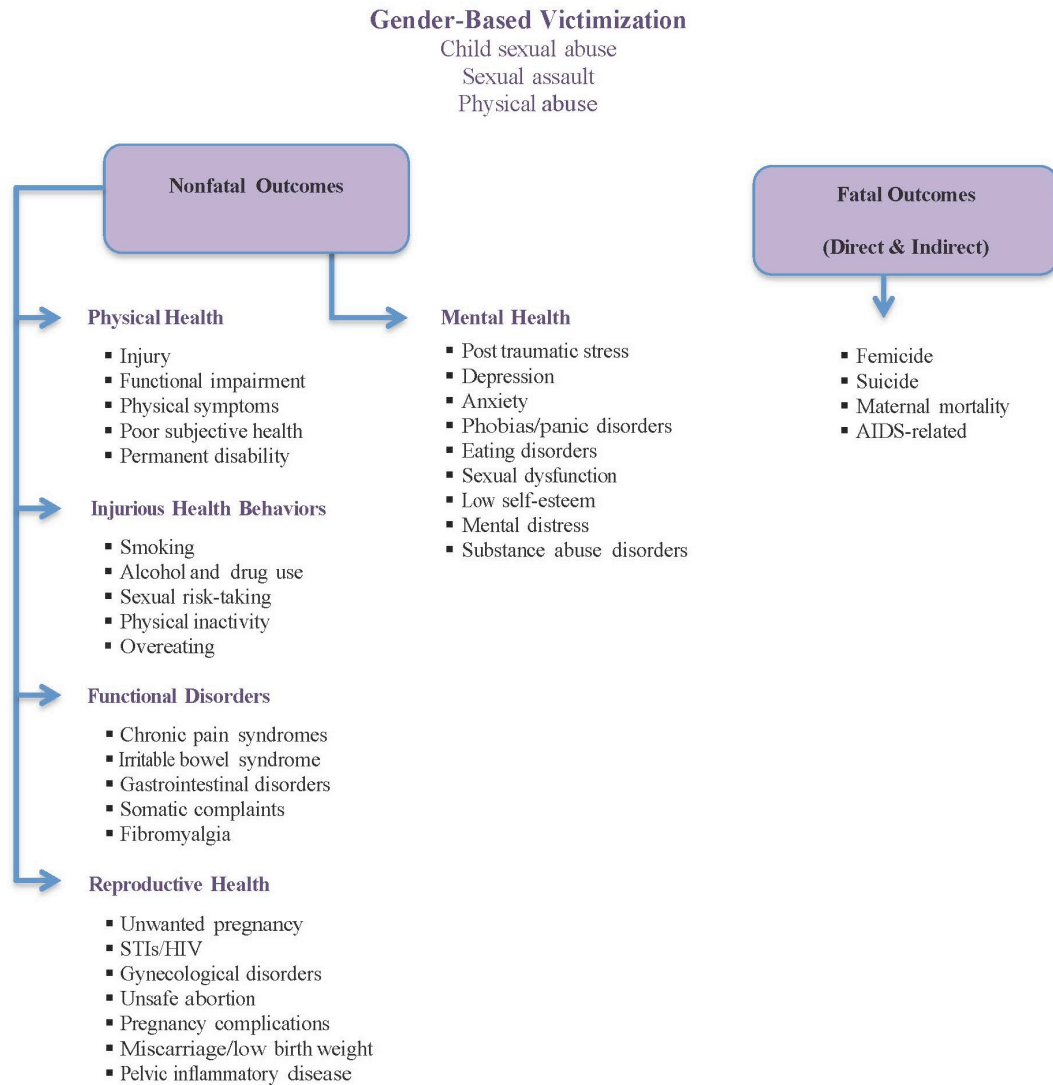 Gender-Based Victimization
Child sexual abuse
Sexual assault
Physical abuse
Nonfatal Outcomes
Fatal Outcomes
(Direct & Indirect)
Physical Health
▪ Injury
▪ Functional impairment
▪ Physical symptoms
▪ Poor subjective health
▪ Permanent disability
Injurious Health Behaviors
▪ Smoking
▪ Alcohol and drug use
▪ Sexual risk-taking
▪ Physical inactivity
▪ Overeating
Functional Disorders
▪ Chronic pain syndromes
▪ Irritable bowel syndrome
▪ Gastrointestinal disorders
▪ Somatic complaints
▪ Fibromyalgia
Reproductive Health
▪ Unwanted pregnancy
▪ STIs/HIV
▪ Gynecological disorders
▪ Unsafe abortion
▪ Pregnancy complications
▪ Miscarriage/low birth weight
▪ Pelvic inflammatory disease
Mental Health
▪ Post traumatic stress
▪ Depression
▪ Anxiety
▪ Phobias/panic disorders
▪ Eating disorders
▪ Sexual dysfunction
▪ Low self-esteem
▪ Mental distress
▪ Substance abuse disorders
▪ Femicide
▪ Suicide
▪ Maternal mortality
▪ AIDS-related